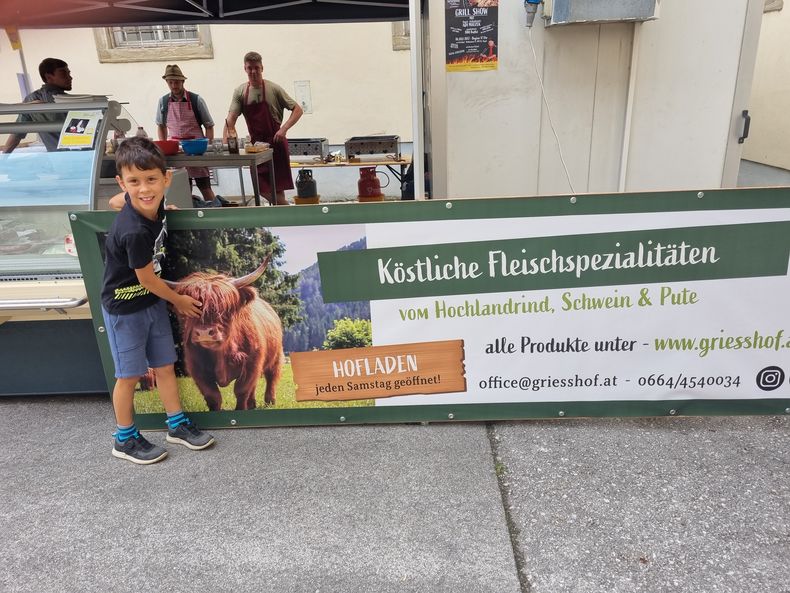 GRILL SHOW
Köstliche Fleischspezialitäten
vom Hochlandrind, Schwein & Pute
alle Produkte unter - www.griesshof.a
HOFLADEN
jeden Samstag geöffnet!
office@griesshof.at - 0664/4540034